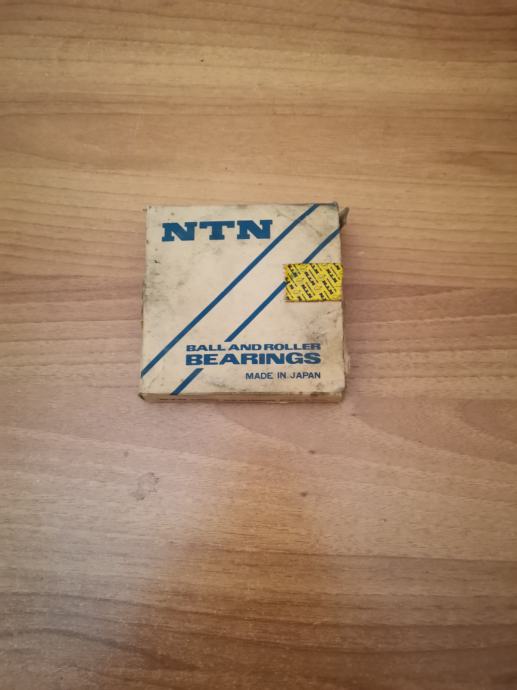 NTN
BALL AND ROLLER
BEARINGS
MADE IN JAPAN